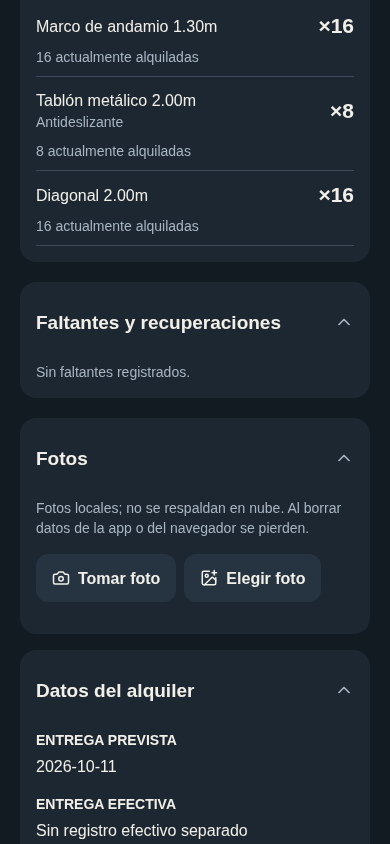 Marco de andamio 1.30m
×16
16 actualmente alquiladas
Tablón metálico 2.00m
Antideslizante
×8
8 actualmente alquiladas
Diagonal 2.00m
×16
16 actualmente alquiladas
Faltantes y recuperaciones
Sin faltantes registrados.
Fotos
Fotos locales; no se respaldan en nube. Al borrar
datos de la app o del navegador se pierden.
Tomar foto
Elegir foto
Datos del alquiler
ENTREGA PREVISTA
2026-10-11
ENTREGA EFECTIVA
Sin registro efectivo separado